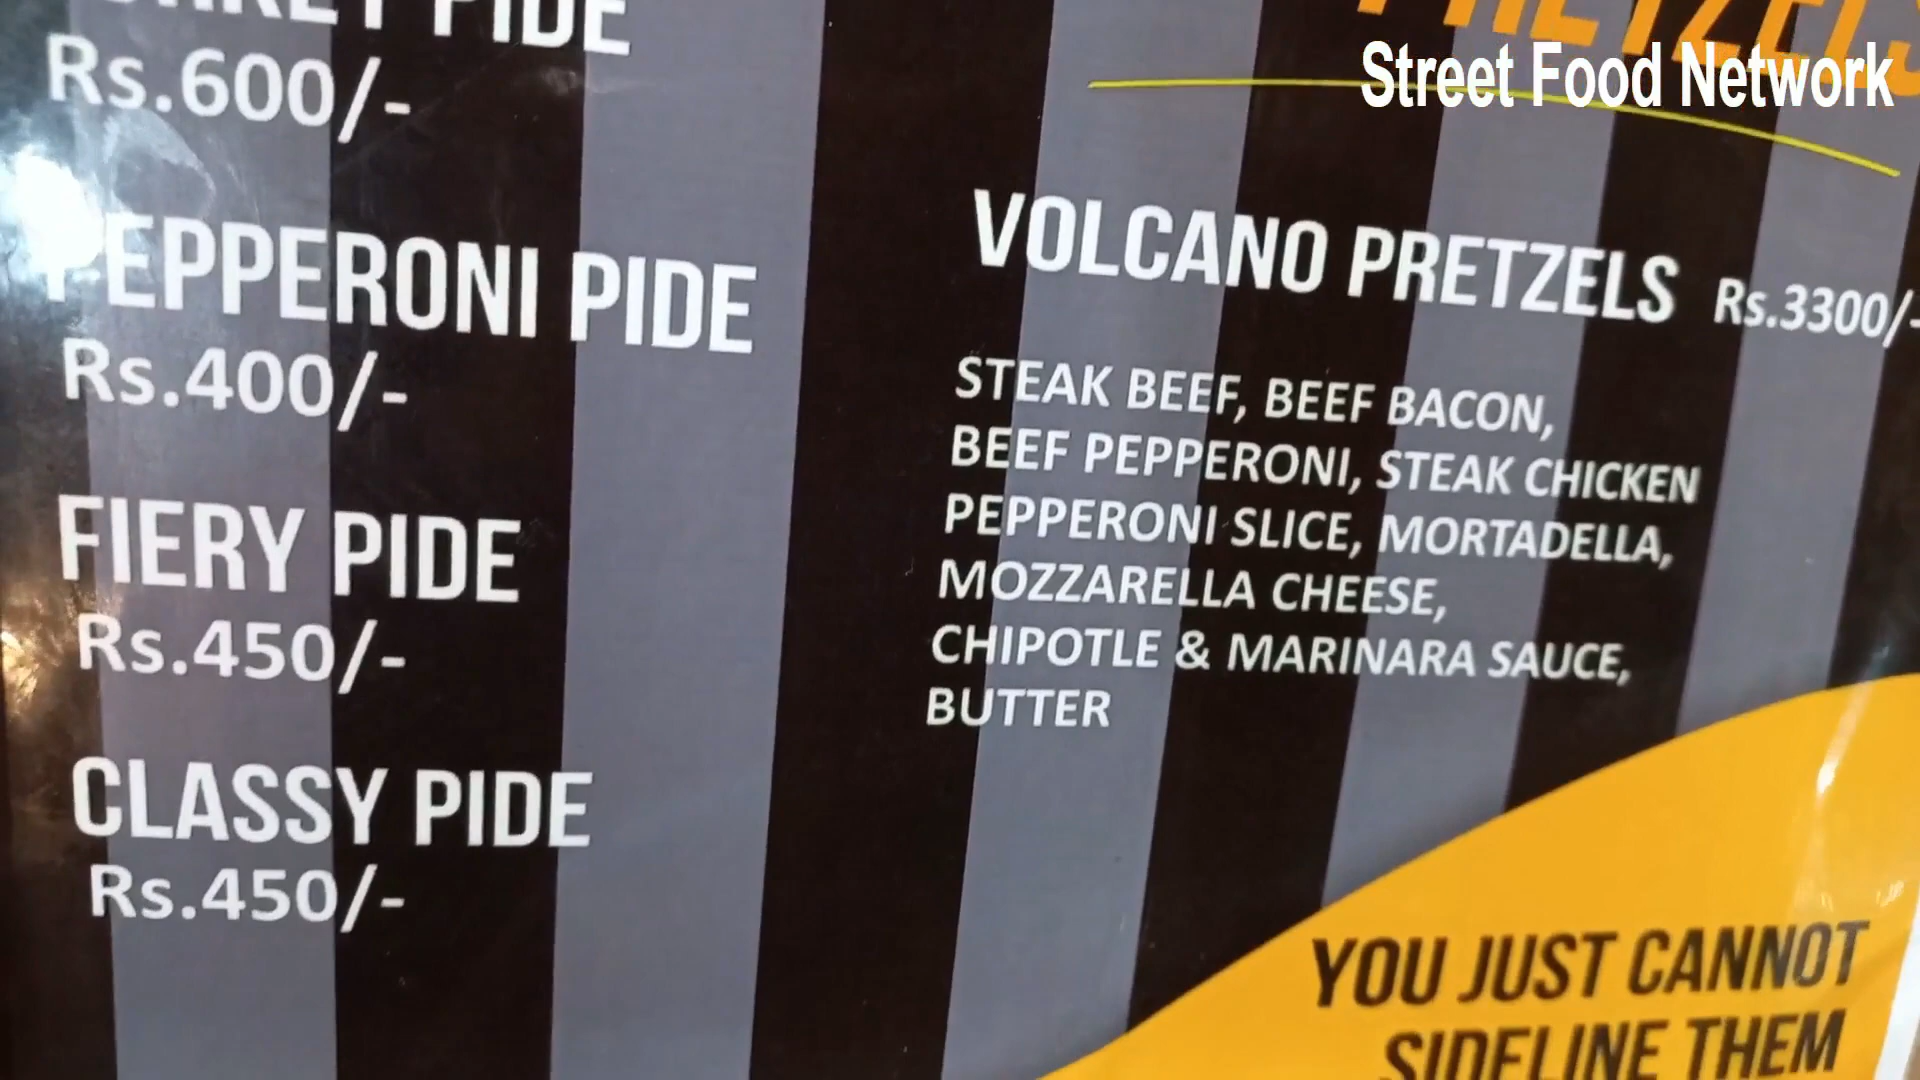 PIDE
Rs.600/-
PEPPERONI PIDE
Rs.400/-
FIERY PIDE
Rs.450/-
CLASSY PIDE
Rs.450/-
PRETZELS
Street Food Network
VOLCANO PRETZELS Rs.3300/-
STEAK BEEF, BEEF BACON,
BEEF PEPPERONI, STEAK CHICKEN
PEPPERONI SLICE, MORTADELLA,
MOZZARELLA CHEESE,
CHIPOTLE & MARINARA SAUCE,
BUTTER
YOU JUST CANNOT
SIDELINE THEM